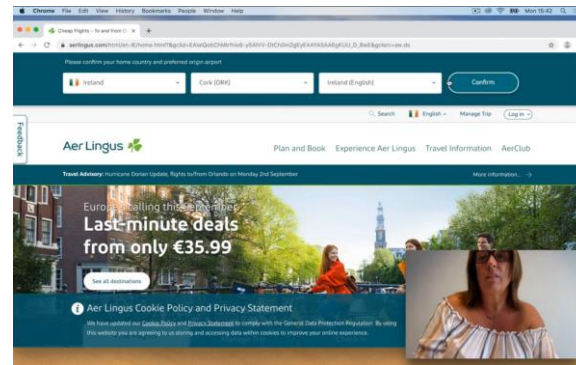 Chrome File Edit View History Bookmarks People Window Help
Mon 15:42
Cheap Flights - To and from
Please confirm your home country and preferred origin airport
Ireland
Cork (ORK)
Ireland (English)
Confirm
Search
English
Manage Trip
Log in
Feedback
Aer Lingus
Plan and Book
Experience Aer Lingus
Travel Information
AerClub
Travel Advisory: Hurricane Dorian Update, flights to/from Orlando on Monday 2nd September
More information..
Europe's calling this September
Last-minute deals
from only €35.99
See all destinations
Aer Lingus Cookie Policy and Privacy Statement
We have updated our Cookie Policy and Privacy Statement to comply with the General Data Protection Regulation. By using
this website you are agreeing to us storing and accessing data within cookies to improve your online experience.